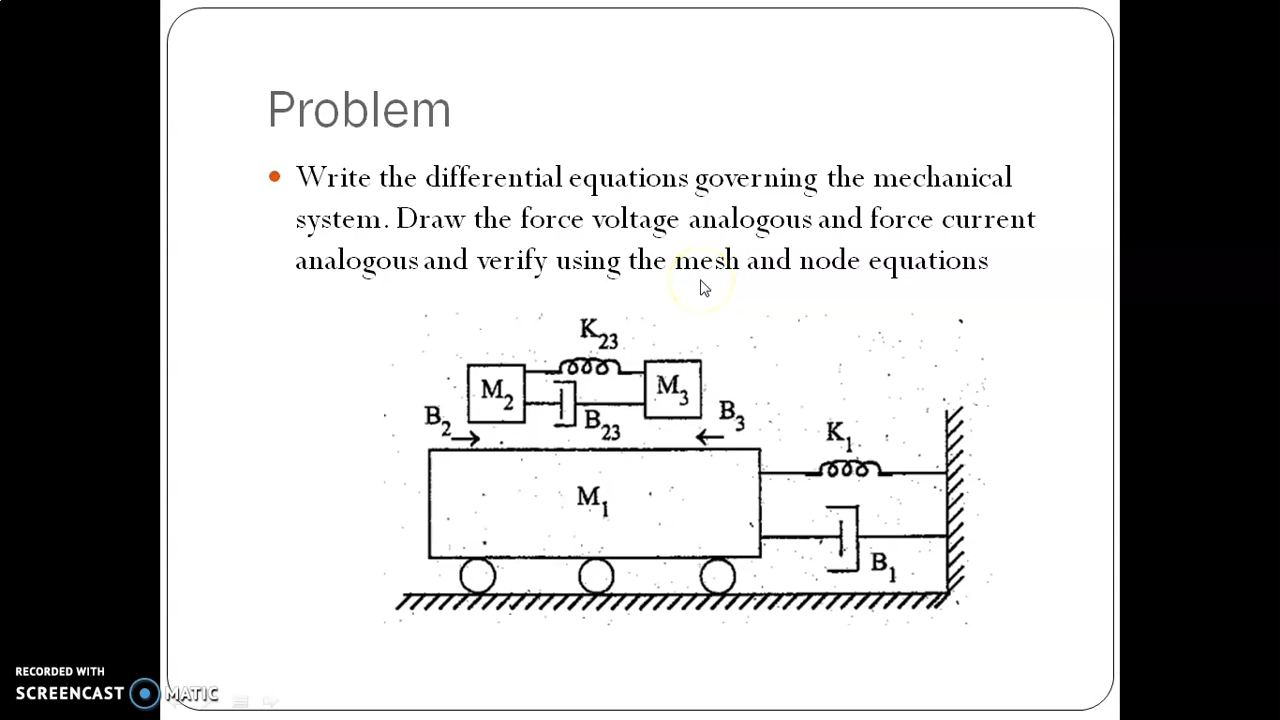 Problem
• Write the differential equations governing the mechanical
system. Draw the force voltage analogous and force current
analogous and verify using the mesh and node equations
K23
M2
M3
B2
B23
B3
K1
M1
B1
RECORDED WITH
SCREENCAST MATIC